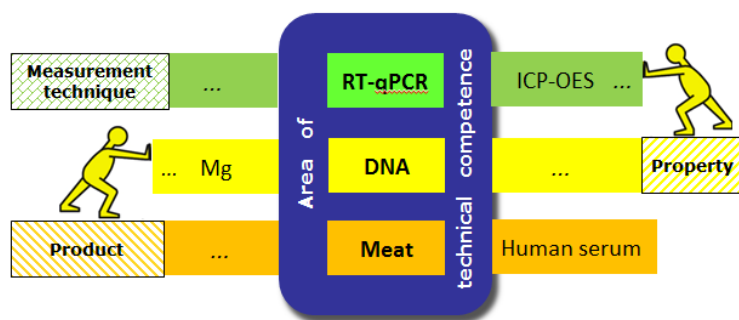 Measurement
technique
...
RT-qPCR
ICP-OES ...
... Mg
DNA
...
Property
Product
...
Meat
Human serum
Area of
technical competence